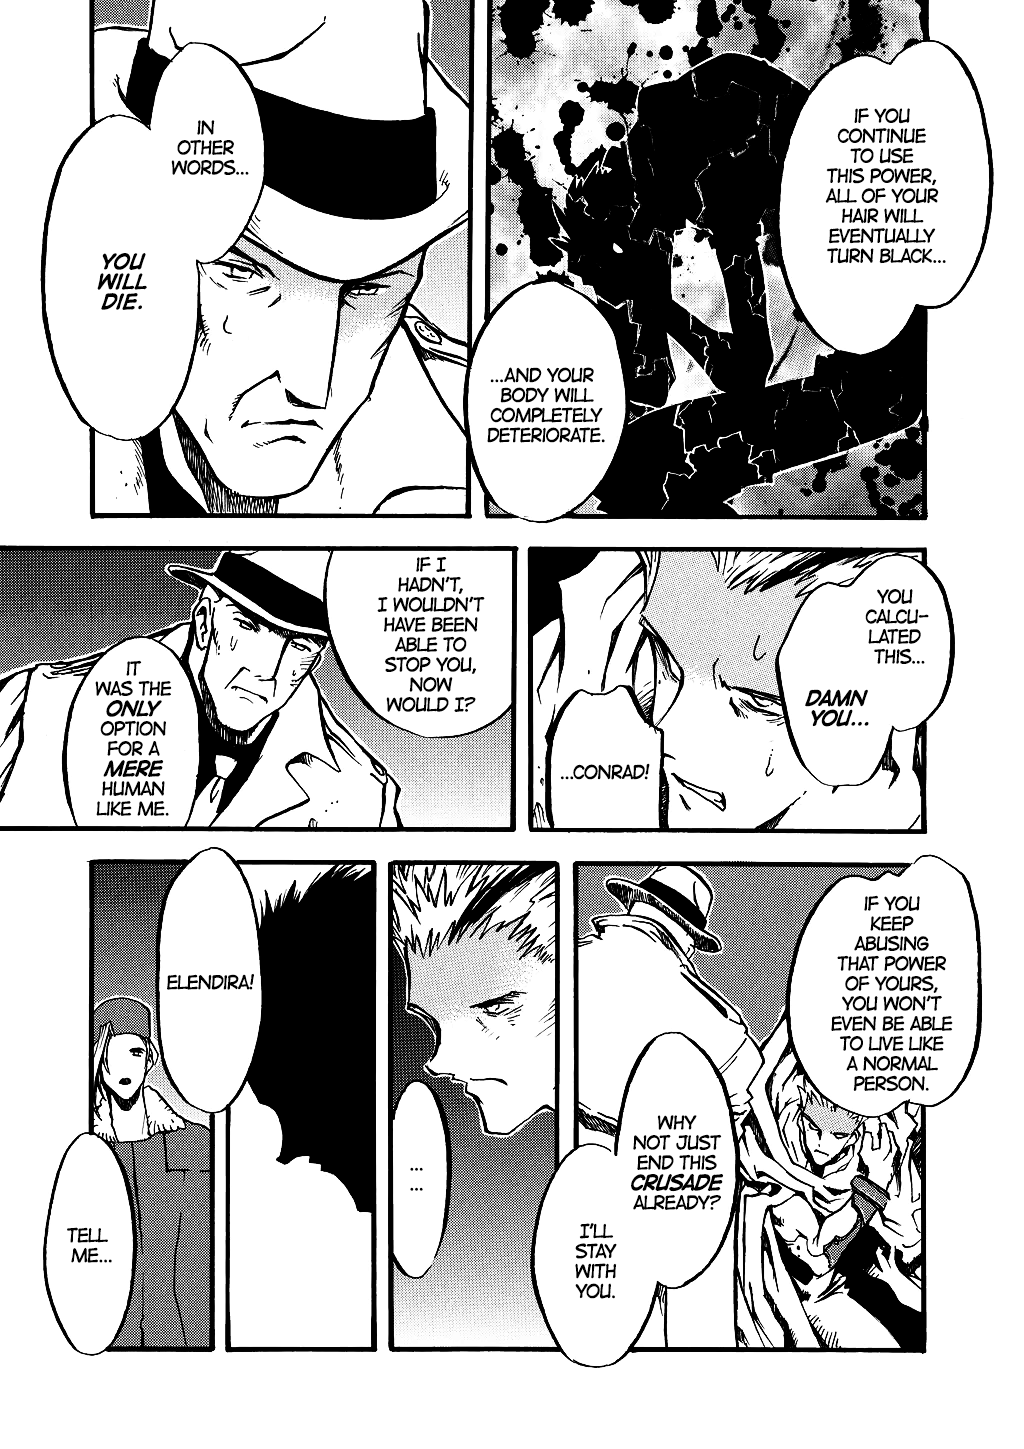 IF YOU
CONTINUE
TO USE
THIS POWER,
ALL OF YOUR
HAIR WILL
EVENTUALLY
TURN BLACK...
...AND YOUR
BODY WILL
COMPLETELY
DETERIORATE.
IN
OTHER
WORDS...
YOU
WILL
DIE.
YOU
CALCU-
LATED
THIS...
DAMN
YOU...
...CONRAD!
IF I
HADN'T,
I WOULDN'T
HAVE BEEN
ABLE TO
STOP YOU,
NOW
WOULD I?
IT
WAS THE
ONLY
OPTION
FOR A
MERE
HUMAN
LIKE ME.
IF YOU
KEEP
ABUSING
THAT POWER
OF YOURS,
YOU WON'T
EVEN BE ABLE
TO LIVE LIKE
A NORMAL
PERSON.
WHY
NOT JUST
END THIS
CRUSADE
ALREADY?
I'LL
STAY
WITH
YOU.
...
...
ELENDIRA!
TELL
ME...